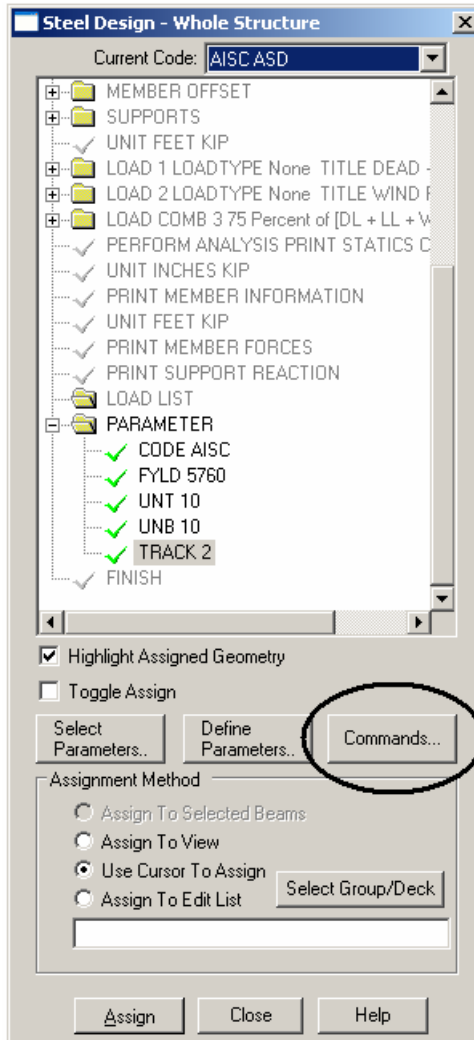 Steel Design - Whole Structure
Current Code: AISC ASD
MEMBER OFFSET
SUPPORTS
UNIT FEET KIP
LOAD 1 LOADTYPE None TITLE DEAD -
LOAD 2 LOADTYPE None TITLE WIND F
LOAD COMB 3 75 Percent of [DL + LL + W
PERFORM ANALYSIS PRINT STATICS C
UNIT INCHES KIP
PRINT MEMBER INFORMATION
UNIT FEET KIP
PRINT MEMBER FORCES
PRINT SUPPORT REACTION
LOAD LIST
PARAMETER
CODE AISC
FYLD 5760
UNT 10
UNB 10
TRACK 2
FINISH
Highlight Assigned Geometry
Toggle Assign
Select Parameters..
Define Parameters..
Commands...
Assignment Method
Assign To Selected Beams
Assign To View
Use Cursor To Assign
Assign To Edit List
Select Group/Deck
Assign Close Help